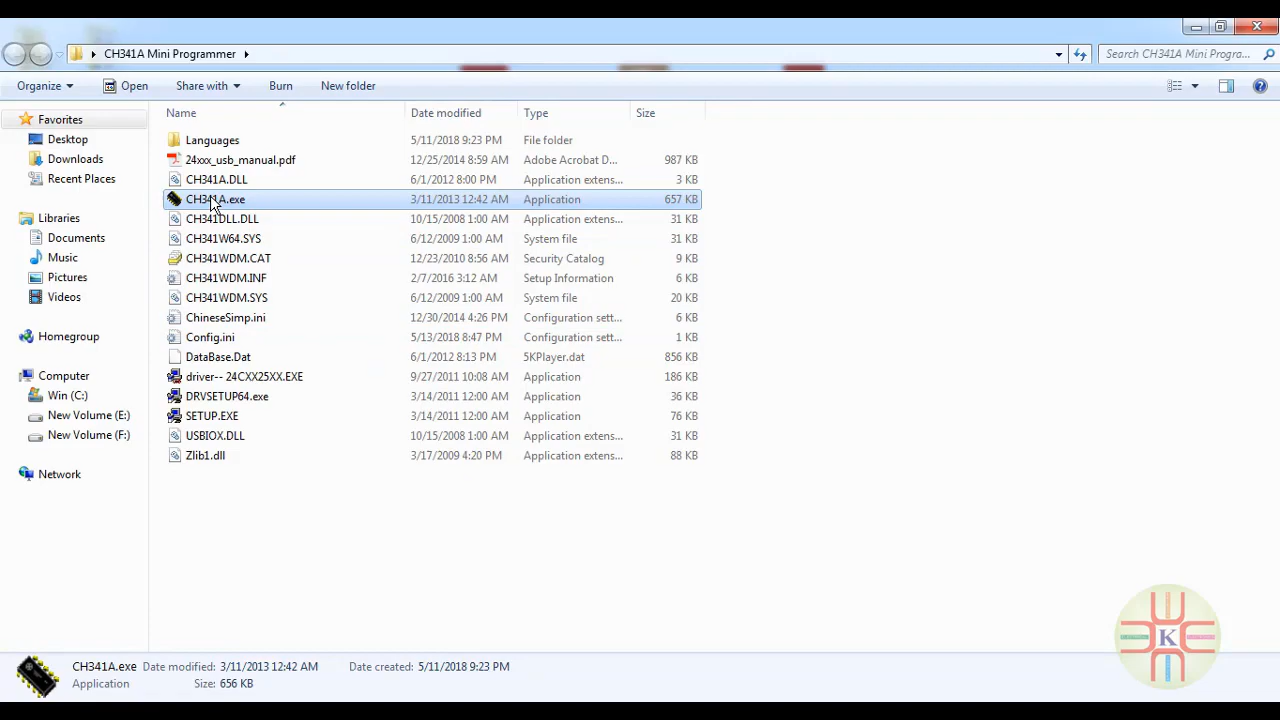 CH341A Mini Programmer
Search CH341A Mini Progra...
Organize Open Share with Burn New folder
Name Date modified Type Size
Favorites
Desktop
Downloads
Recent Places
Libraries
Documents
Music
Pictures
Videos
Homegroup
Computer
Win (C:)
New Volume (E:)
New Volume (F:)
Network
Languages 5/11/2018 9:23 PM File folder
24xxx_usb_manual.pdf 12/25/2014 8:59 AM Adobe Acrobat D... 987 KB
CH341A.DLL 6/1/2012 8:00 PM Application extens... 3 KB
CH341A.exe 3/11/2013 12:42 AM Application 657 KB
CH341DLL.DLL 10/15/2008 1:00 AM Application extens... 31 KB
CH341W64.SYS 6/12/2009 1:00 AM System file 31 KB
CH341WDM.CAT 12/23/2010 8:56 AM Security Catalog 9 KB
CH341WDM.INF 2/7/2016 3:12 AM Setup Information 6 KB
CH341WDM.SYS 6/12/2009 1:00 AM System file 20 KB
ChineseSimp.ini 12/30/2014 4:26 PM Configuration sett... 6 KB
Config.ini 5/13/2018 8:47 PM Configuration sett... 1 KB
DataBase.Dat 6/1/2012 8:13 PM 5KPlayer.dat 856 KB
driver-- 24CXX25XX.EXE 9/27/2011 10:08 AM Application 186 KB
DRVSETUP64.exe 3/14/2011 12:00 AM Application 36 KB
SETUP.EXE 3/14/2011 12:00 AM Application 76 KB
USBIOX.DLL 10/15/2008 1:00 AM Application extens... 31 KB
Zlib1.dll 3/17/2009 4:20 PM Application extens... 88 KB
K
CH341A.exe Date modified: 3/11/2013 12:42 AM Date created: 5/11/2018 9:23 PM
Application Size: 656 KB